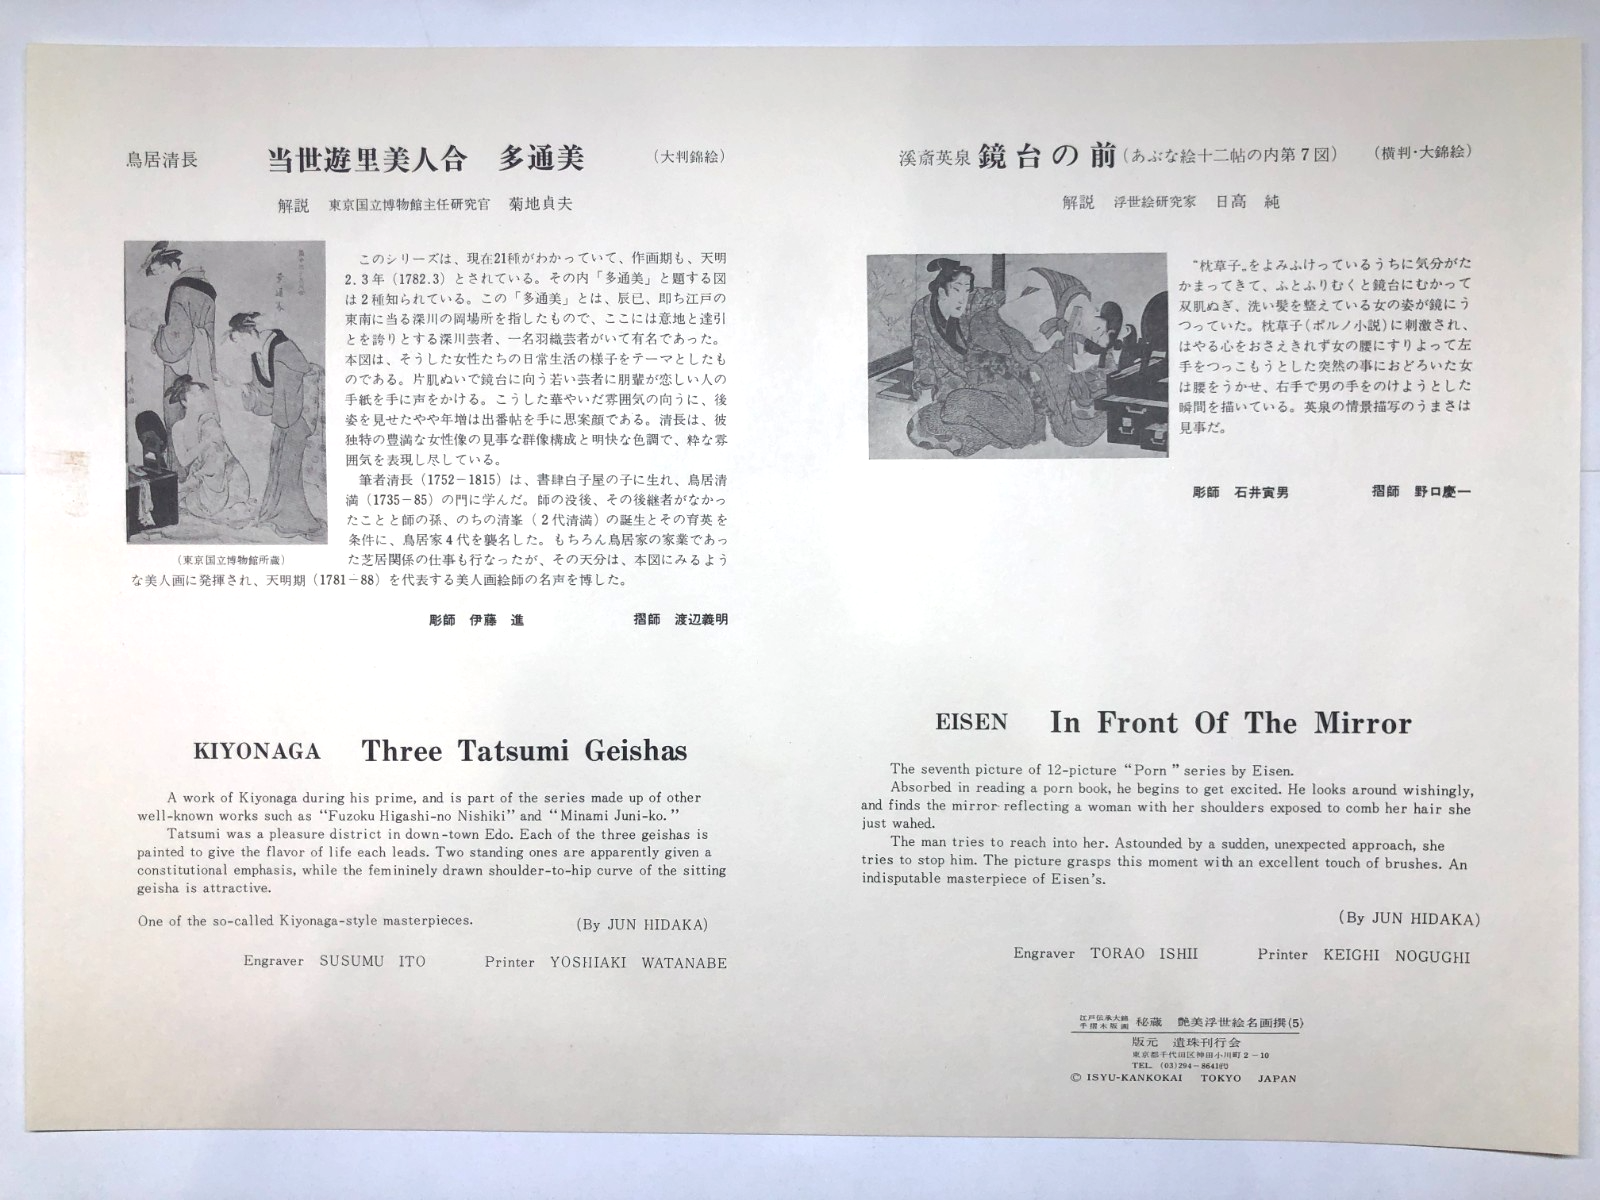 鳥居清長　当世遊里美人合　多通美　（大判錦絵）
解説　東京国立博物館主任研究官　菊地貞夫
このシリーズは、現在21種がわかっていて、作画期も、天明
2.3年（1782.3）とされている。その内「多通美」と題する図
は2種知られている。この「多通美」とは、辰巳、即ち江戸の
東南に当る深川の岡場所を指したもので、ここには意地と達引
とを誇りとする深川芸者、一名羽織芸者がいて有名であった。
本図は、そうした女性たちの日常生活の様子をテーマとしたも
のである。片肌ぬいで鏡台に向う若い芸者に朋輩が恋しい人の
手紙を手に声をかける。こうした華やいだ雰囲気の向うに、後
姿を見せたやや年増は出番帖を手に思案顔である。清長は、彼
独特の豊満な女性像の見事な群像構成と明快な色調で、粋な雰
囲気を表現し尽している。
筆者清長（1752－1815）は、書肆白子屋の子に生れ、鳥居清
満（1735－85）の門に学んだ。師の没後、その後継者がなかっ
たことと師の孫、のちの清峯（2代清満）の誕生とその育英を
条件に、鳥居家4代を襲名した。もちろん鳥居家の家業であっ
た芝居関係の仕事も行なったが、その天分は、本図にみるよう
な美人画に発揮され、天明期（1781－88）を代表する美人画絵師の名声を博した。
（東京国立博物館所蔵）
彫師　伊藤　進　摺師　渡辺義明
KIYONAGA Three Tatsumi Geishas
A work of Kiyonaga during his prime, and is part of the series made up of other
well-known works such as “Fuzoku Higashi-no Nishiki” and “Minami Juni-ko.”
Tatsumi was a pleasure district in down-town Edo. Each of the three geishas is
painted to give the flavor of life each leads. Two standing ones are apparently given a
constitutional emphasis, while the femininely drawn shoulder-to-hip curve of the sitting
geisha is attractive.
One of the so-called Kiyonaga-style masterpieces. (By JUN HIDAKA)
Engraver SUSUMU ITO Printer YOSHIAKI WATANABE
渓斎英泉 鏡台の前（あぶな絵十二帖の内第7図）　（横判・大錦絵）
解説　浮世絵研究家　日高　純
〝枕草子〟をよみふけっているうちに気分がた
かまってきて、ふとふりむくと鏡台にむかって
双肌ぬぎ、洗い髪を整えている女の姿が鏡にう
つっていた。枕草子（ポルノ小説）に刺激され、
はやる心をおさえきれず女の腰にすりよって左
手をつっこもうとした突然の事におどろいた女
は腰をうかせ、右手で男の手をのけようとした
瞬間を描いている。英泉の情景描写のうまさは
見事だ。
彫師　石井寅男　摺師　野口慶一
EISEN In Front Of The Mirror
The seventh picture of 12-picture “Porn ” series by Eisen.
Absorbed in reading a porn book, he begins to get excited. He looks around wishingly,
and finds the mirror reflecting a woman with her shoulders exposed to comb her hair she
just wahed.
The man tries to reach into her. Astounded by a sudden, unexpected approach, she
tries to stop him. The picture grasps this moment with an excellent touch of brushes. An
indisputable masterpiece of Eisen's.
(By JUN HIDAKA)
Engraver TORAO ISHII Printer KEIGHI NOGUGHI
江戸伝承大錦
手摺木版画
秘蔵　艶美浮世絵名画撰(5)
版元　遺珠刊行会
東京都千代田区神田小川町2－10
TEL. (03)294－8641㈹
© ISYU-KANKOKAI TOKYO JAPAN